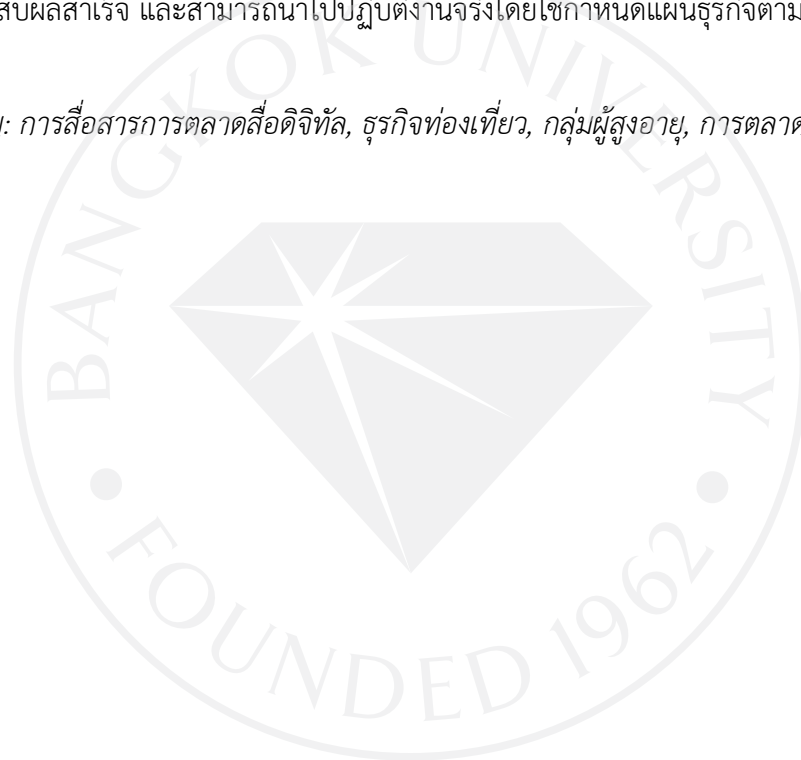 สบผลสำเร็จ และสามารถนำไปปฏิบัติงานจริงโดยใช้กำหนดแผนธุรกิจตาม
: การสื่อสารการตลาดสื่อดิจิทัล, ธุรกิจท่องเที่ยว, กลุ่มผู้สูงอายุ, การตลาด
BANGKOK UNIVERSITY
• FOUNDED 1962 •